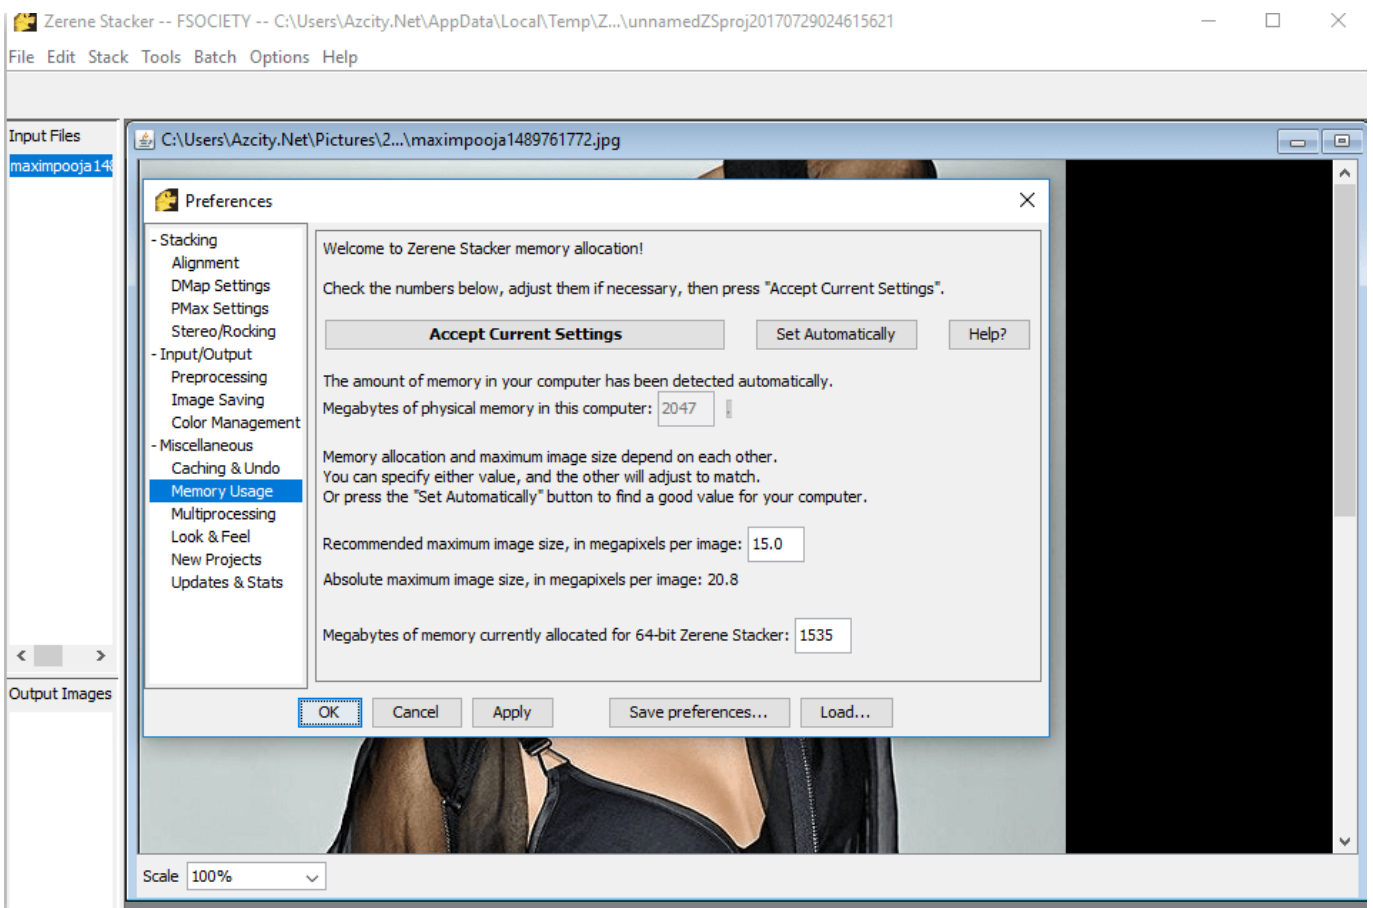 Zerene Stacker -- FSOCIETY -- C:\Users\Azcity.Net\AppData\Local\Temp\Z...\unnamedZSproj20170729024615621
File Edit Stack Tools Batch Options Help
Input Files
maximpooja148
C:\Users\Azcity.Net\Pictures\2...\maximpooja1489761772.jpg
Preferences
- Stacking
Alignment
DMap Settings
PMax Settings
Stereo/Rocking
- Input/Output
Preprocessing
Image Saving
Color Management
- Miscellaneous
Caching & Undo
Memory Usage
Multiprocessing
Look & Feel
New Projects
Updates & Stats
Welcome to Zerene Stacker memory allocation!
Check the numbers below, adjust them if necessary, then press "Accept Current Settings".
Accept Current Settings Set Automatically Help?
The amount of memory in your computer has been detected automatically.
Megabytes of physical memory in this computer: 2047 .
Memory allocation and maximum image size depend on each other.
You can specify either value, and the other will adjust to match.
Or press the "Set Automatically" button to find a good value for your computer.
Recommended maximum image size, in megapixels per image: 15.0
Absolute maximum image size, in megapixels per image: 20.8
Megabytes of memory currently allocated for 64-bit Zerene Stacker: 1535
OK Cancel Apply Save preferences... Load...
Output Images
Scale 100%